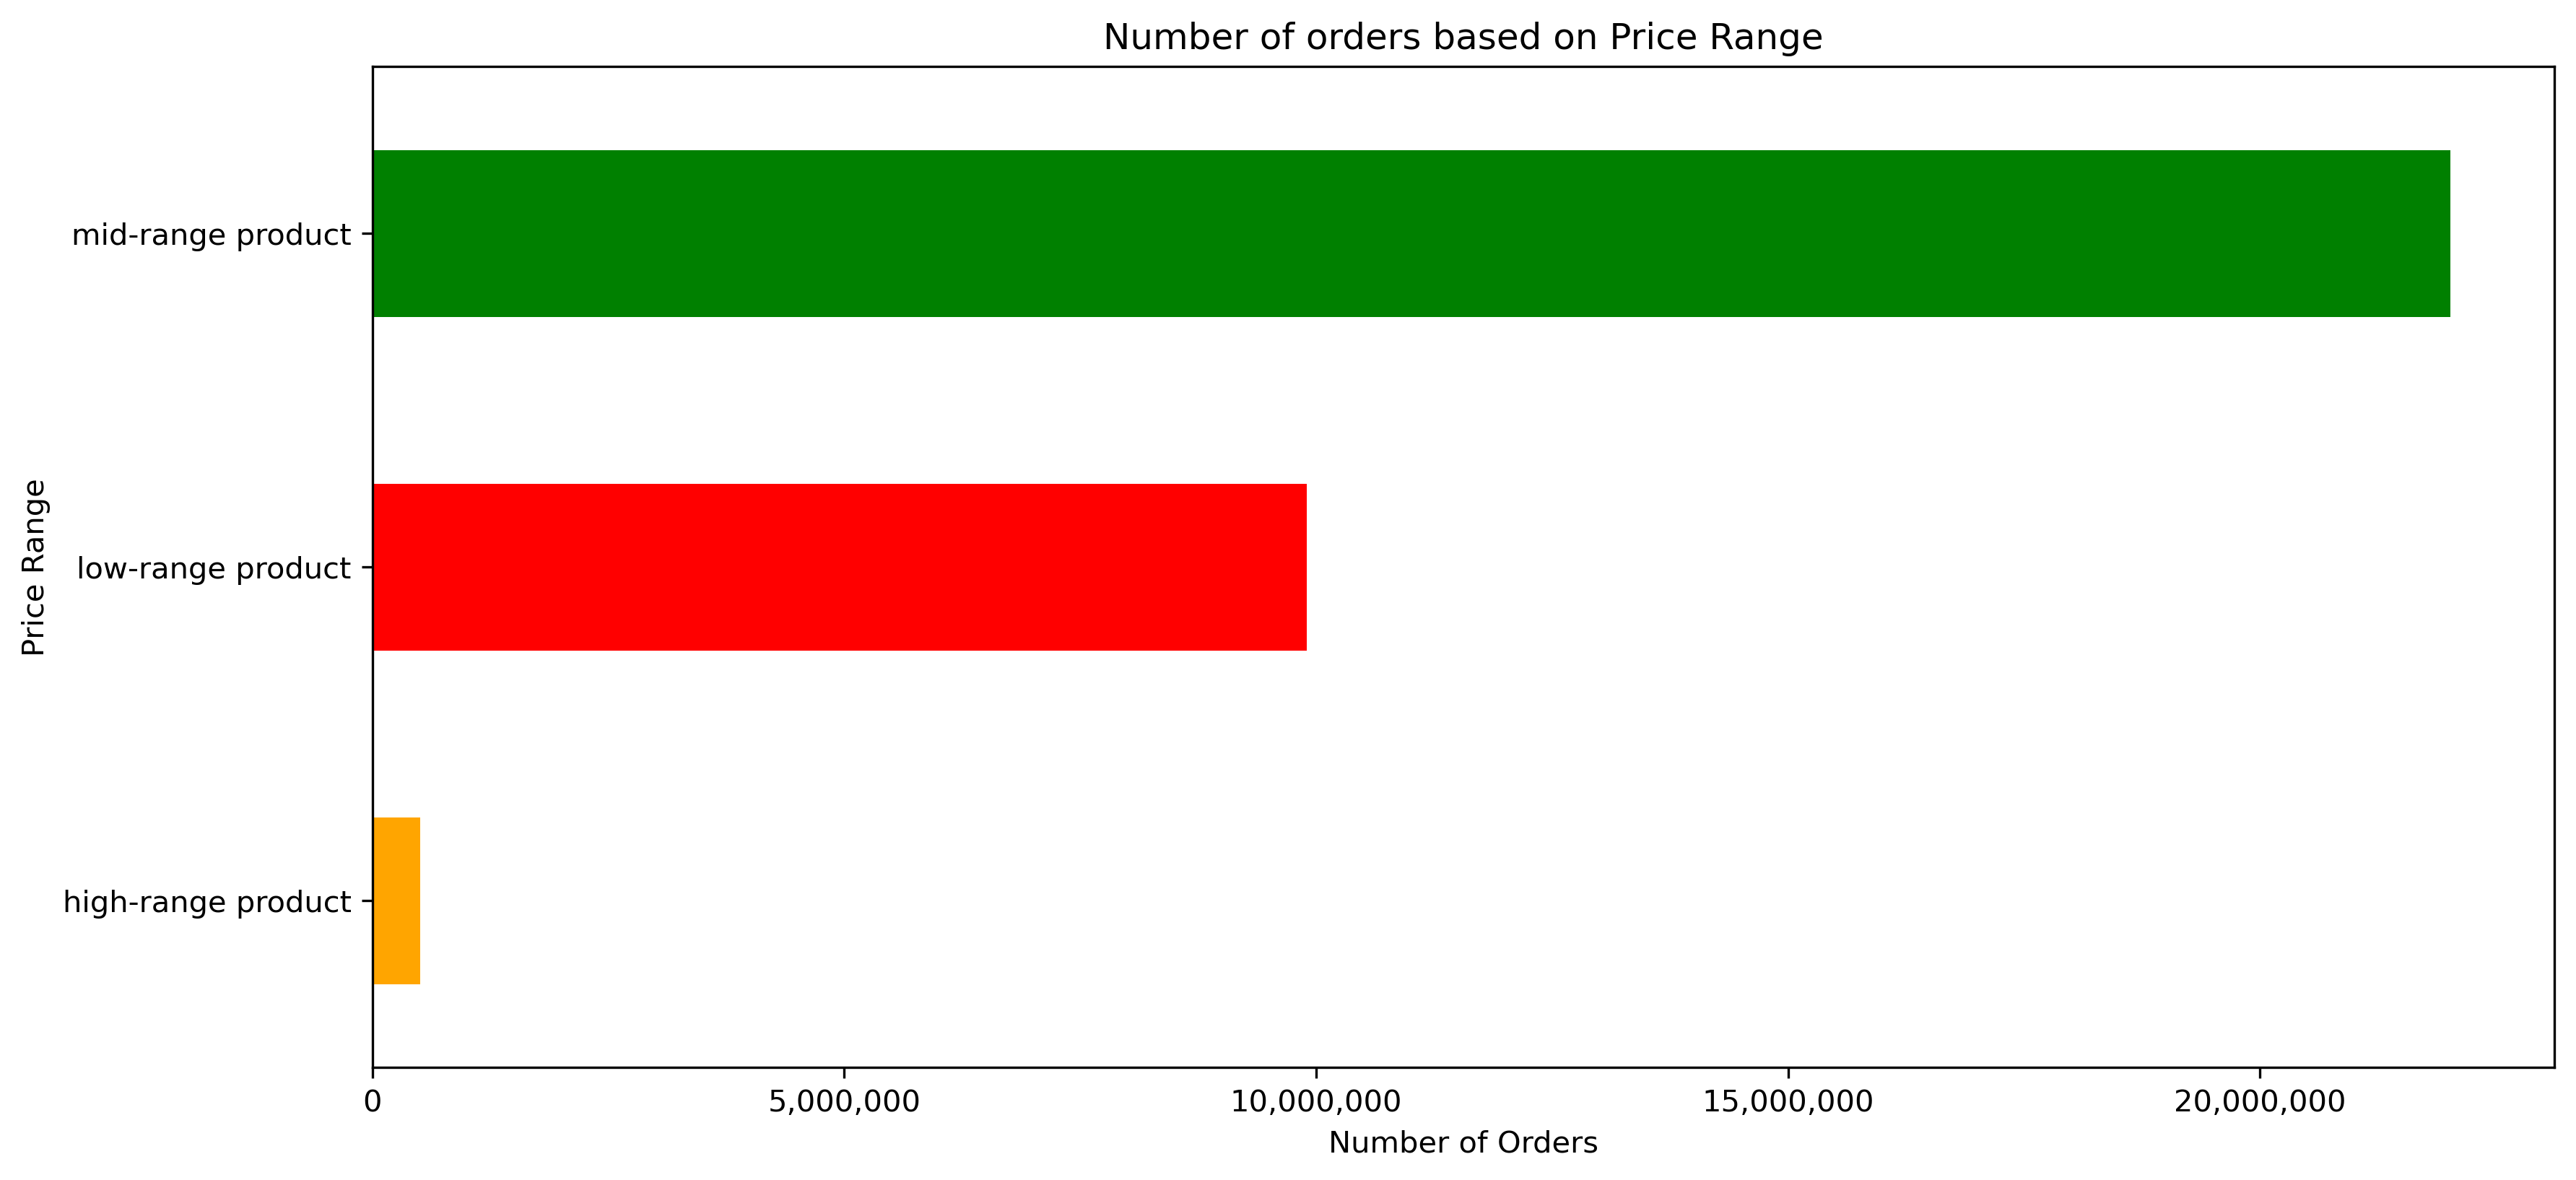 Number of orders based on Price Range
Price Range
mid-range product
low-range product
high-range product
0
5,000,000
10,000,000
15,000,000
20,000,000
Number of Orders